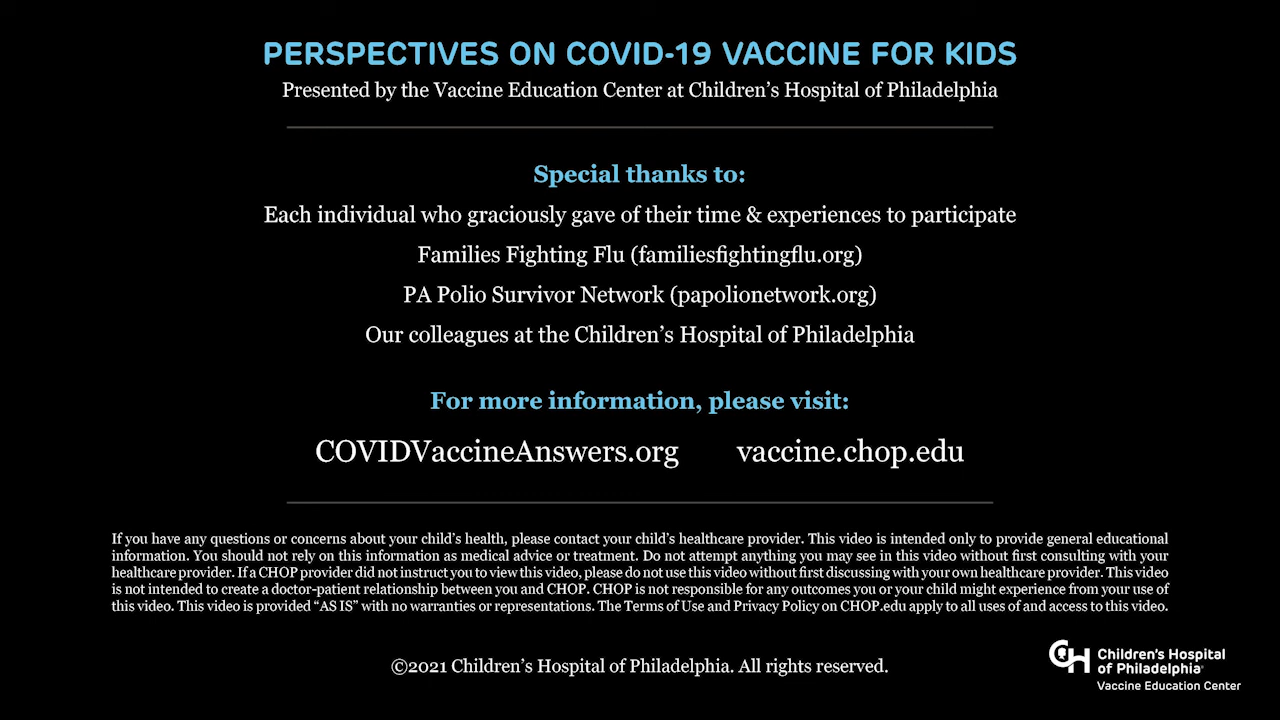 PERSPECTIVES ON COVID-19 VACCINE FOR KIDS
Presented by the Vaccine Education Center at Children’s Hospital of Philadelphia
Special thanks to:
Each individual who graciously gave of their time & experiences to participate
Families Fighting Flu (familiesfightingflu.org)
PA Polio Survivor Network (papolionetwork.org)
Our colleagues at the Children’s Hospital of Philadelphia
For more information, please visit:
COVIDVaccineAnswers.org vaccine.chop.edu
If you have any questions or concerns about your child’s health, please contact your child’s healthcare provider. This video is intended only to provide general educational
information. You should not rely on this information as medical advice or treatment. Do not attempt anything you may see in this video without first consulting with your
healthcare provider. If a CHOP provider did not instruct you to view this video, please do not use this video without first discussing with your own healthcare provider. This video
is not intended to create a doctor-patient relationship between you and CHOP. CHOP is not responsible for any outcomes you or your child might experience from your use of
this video. This video is provided “AS IS” with no warranties or representations. The Terms of Use and Privacy Policy on CHOP.edu apply to all uses of and access to this video.
©2021 Children’s Hospital of Philadelphia. All rights reserved.
CH Children’s Hospital
of Philadelphia
Vaccine Education Center